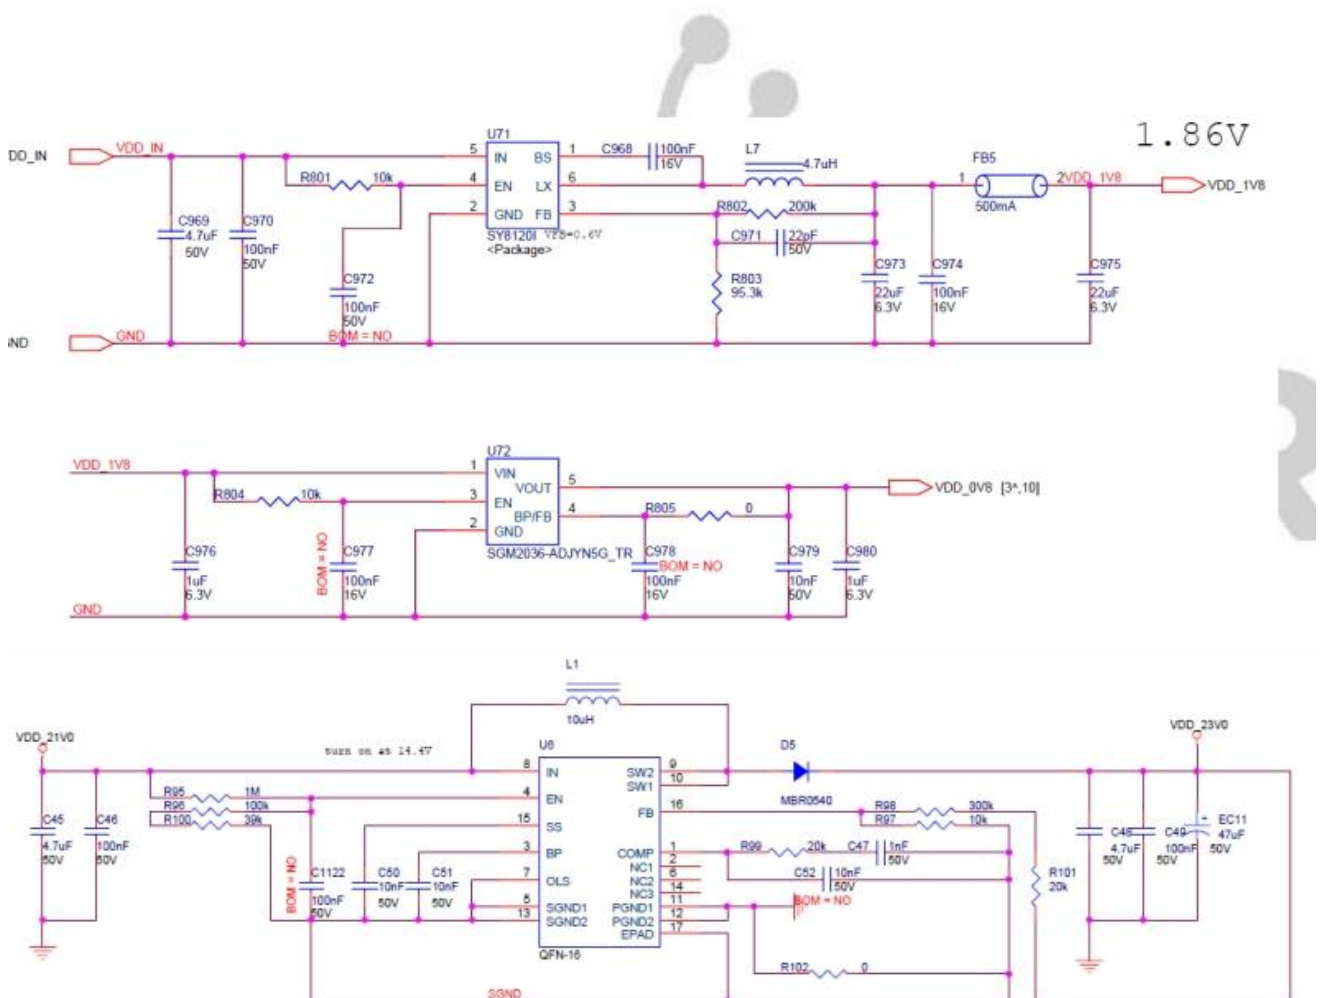 1.86V
U71
DD_IN
VDD_IN
5 IN BS 1
C968 100nF 16V
L7 4.7uH
FB5
R801 10k
4 EN LX 6
1 2 VDD_1V8
VDD_1V8
500mA
2 GND FB 3
R802 200k
C969 4.7uF 50V
C970 100nF 50V
SY8120I VFB=0.6V
<Package>
C971 22pF 50V
C972 100nF 50V
BOM = NO
R803 95.3k
C973 22uF 6.3V
C974 100nF 16V
C975 22uF 6.3V
GND
U72
VDD_1V8
1 VIN
VOUT 5
VDD_0V8 [3^,10]
R804 10k
3 EN
BP/FB 4
R805 0
2 GND
SGM2036-ADJYN5G_TR
C976 1uF 6.3V
BOM = NO
C977 100nF 16V
C978 100nF 16V
BOM = NO
C979 10nF 50V
C980 1uF 6.3V
GND
L1
10uH
VDD_21V0
turn on at 14.4V
U6
D5
VDD_23V0
8 IN SW2 9
SW1 10
MBR0540
R95 1M
4 EN
R96 100k
FB 16
R98 300k
R100 39k
15 SS
R97 10k
C45 4.7uF 50V
C46 100nF 50V
3 BP COMP 1
R99 20k C47 1nF 50V
C48 4.7uF 50V
C49 100nF 50V
EC11 47uF 50V
NC1 2
7 OLS NC2 6
C52 10nF 50V
BOM = NO
NC3 14
R101 20k
BOM = NO
C1122 100nF 50V
C50 10nF 50V
C51 10nF 50V
SGND1 PGND1 11
13 SGND2 PGND2 12
EPAD 17
QFN-16
R102 0
SGND